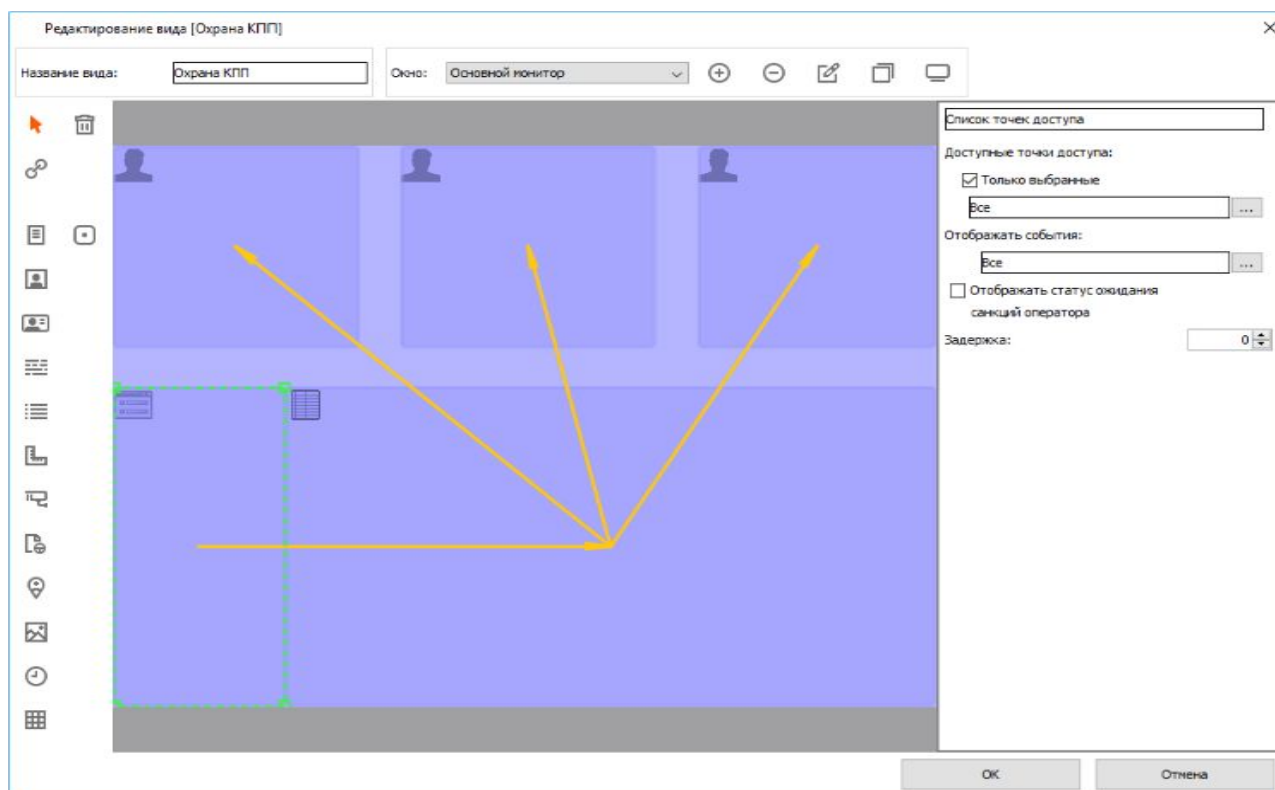 Редактирование вида [Охрана КПП]
Название вида: Охрана КПП Окно: Основной монитор
Список точек доступа
Доступные точки доступа:
Только выбранные
Все ...
Отображать события:
Все ...
Отображать статус ожидания
санкций оператора
Задержка: 0
ОК Отмена